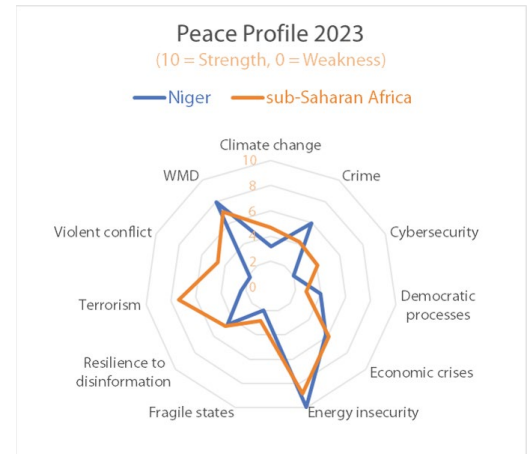 Peace Profile 2023
(10 = Strength, 0 = Weakness)
Niger
sub-Saharan Africa
Climate change
10
8
6
4
2
0
WMD
Crime
Violent conflict
Cybersecurity
Terrorism
Democratic
processes
Resilience to
disinformation
Economic crises
Fragile states
Energy insecurity